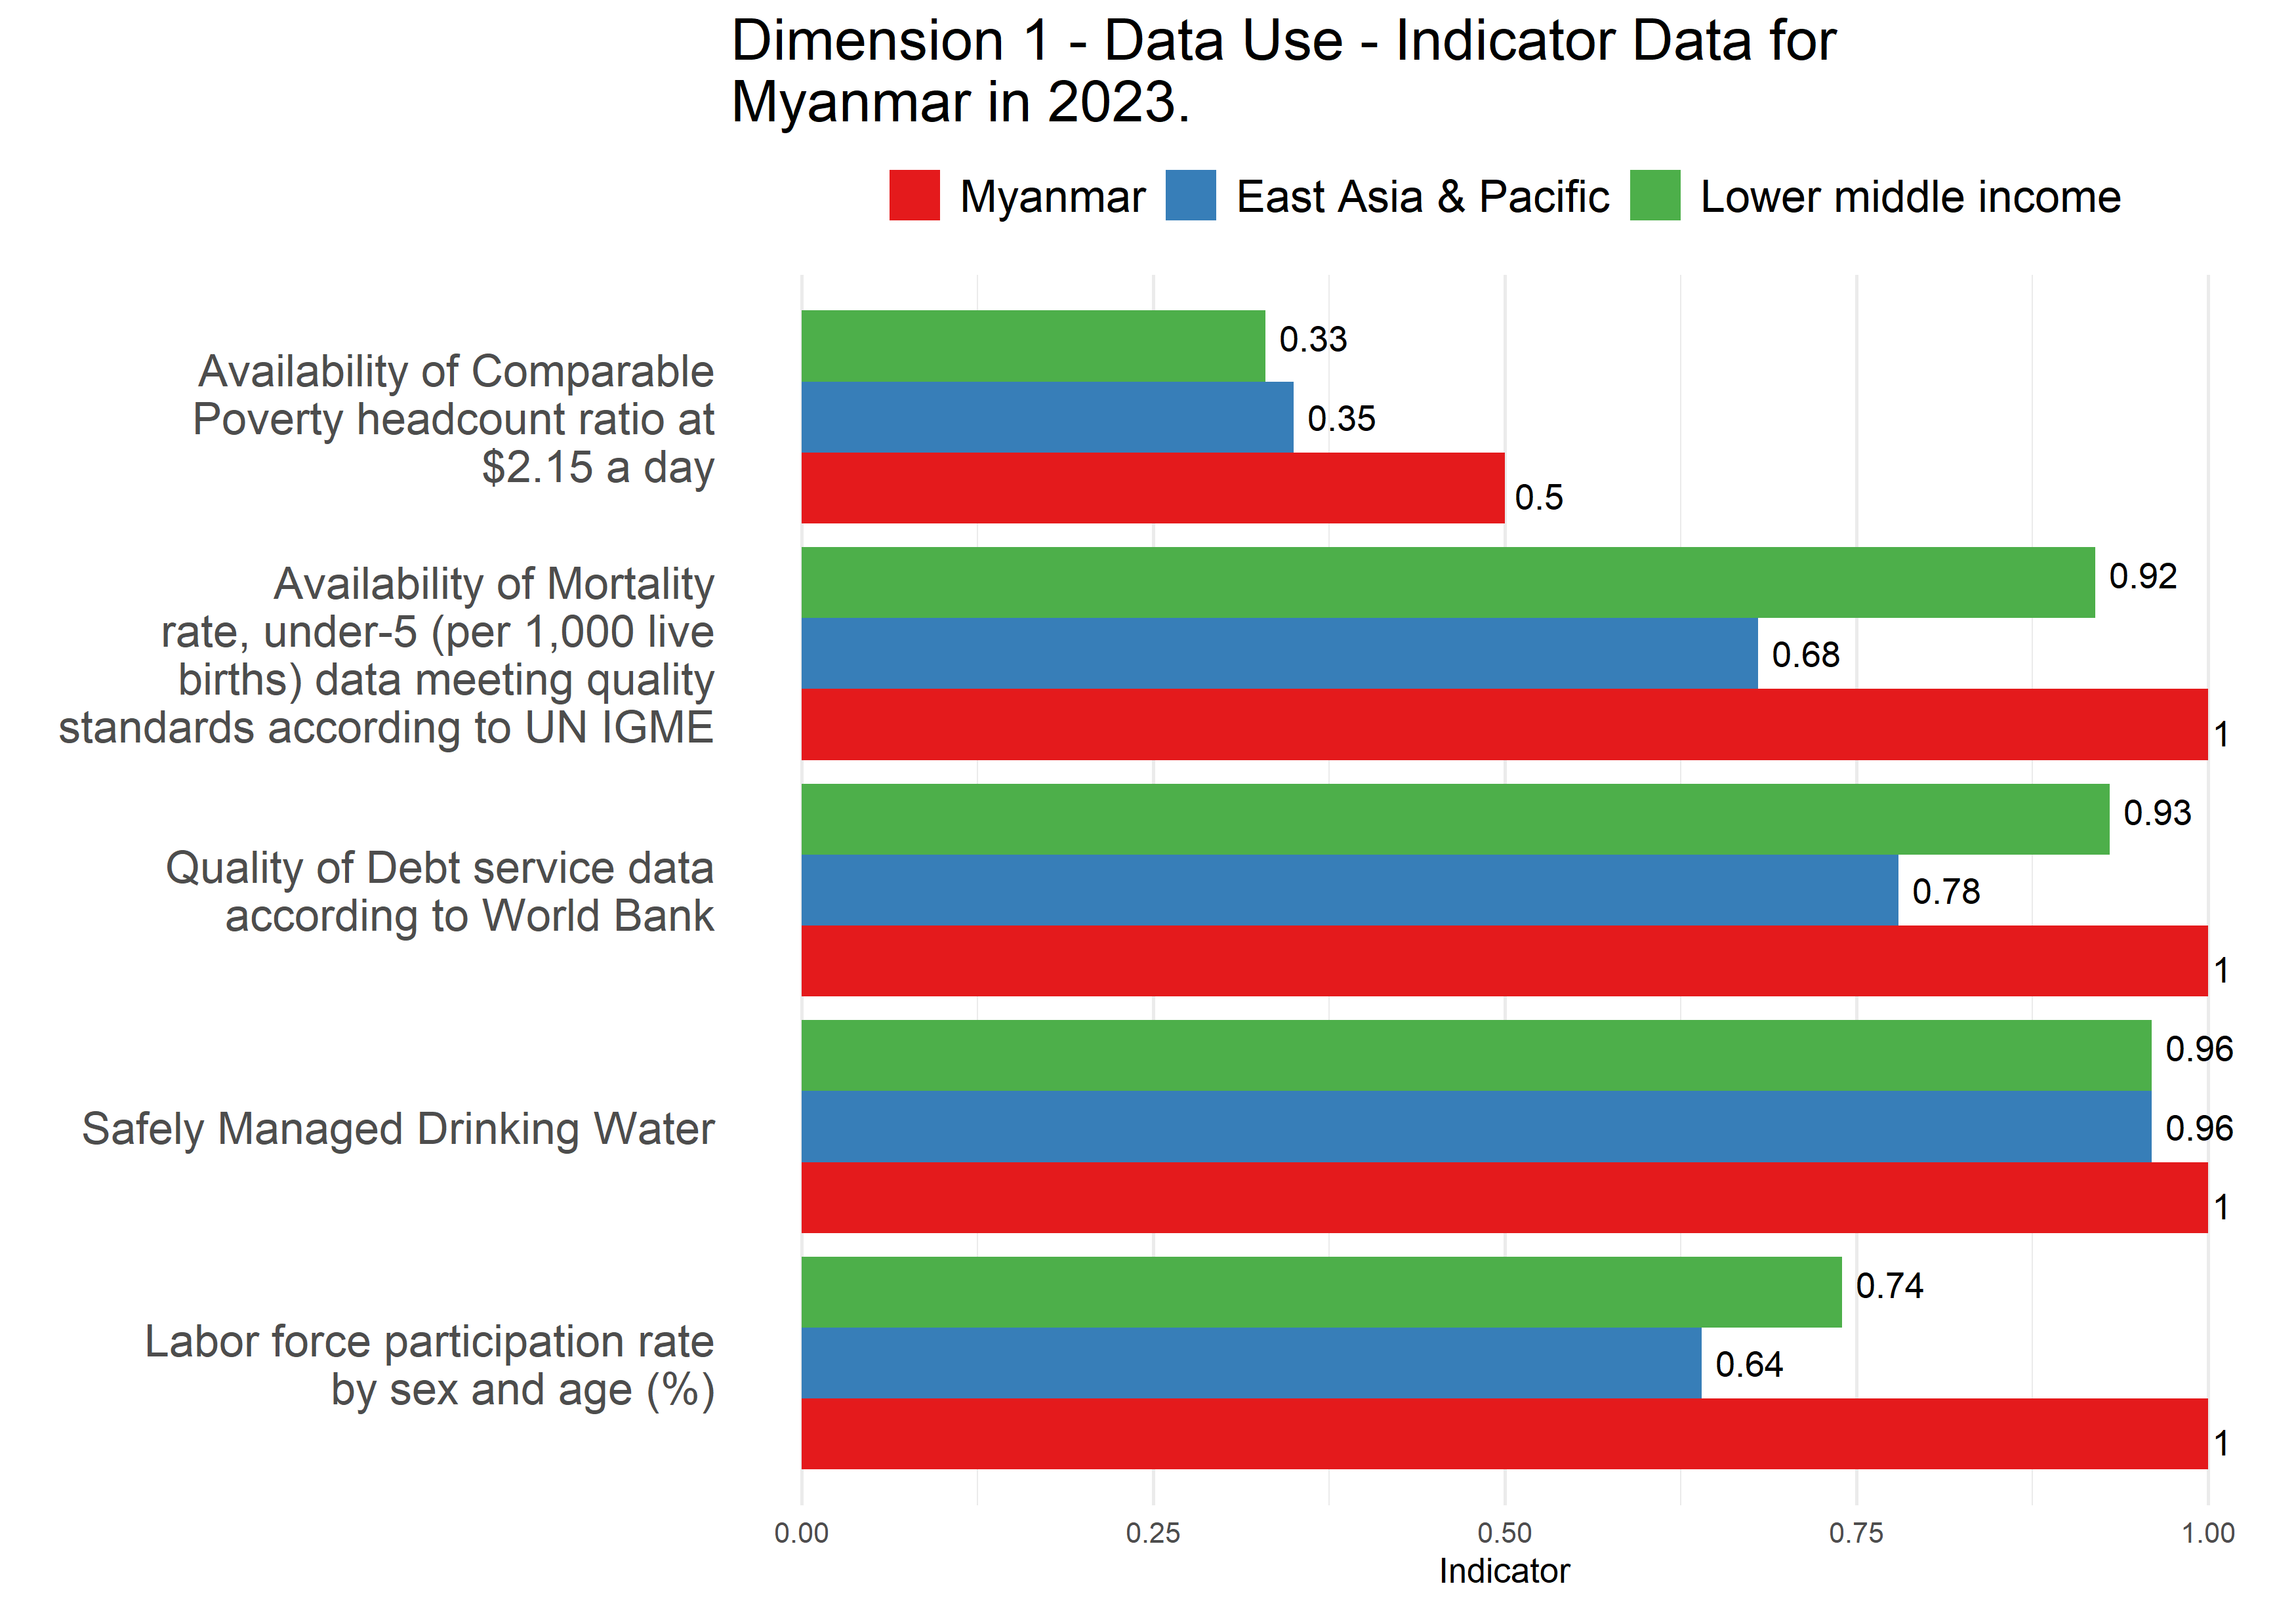 Dimension 1 - Data Use - Indicator Data for
Myanmar in 2023.
Myanmar
East Asia & Pacific
Lower middle income
Availability of Comparable
Poverty headcount ratio at
$2.15 a day
0.33
0.35
0.5
Availability of Mortality
rate, under-5 (per 1,000 live
births) data meeting quality
standards according to UN IGME
0.92
0.68
1
Quality of Debt service data
according to World Bank
0.93
0.78
1
Safely Managed Drinking Water
0.96
0.96
1
Labor force participation rate
by sex and age (%)
0.74
0.64
1
0.00
0.25
0.50
0.75
1.00
Indicator